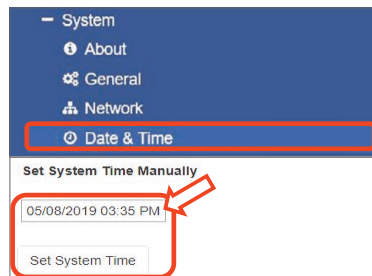 − System
About
General
Network
Date & Time
Set System Time Manually
05/08/2019 03:35 PM
Set System Time